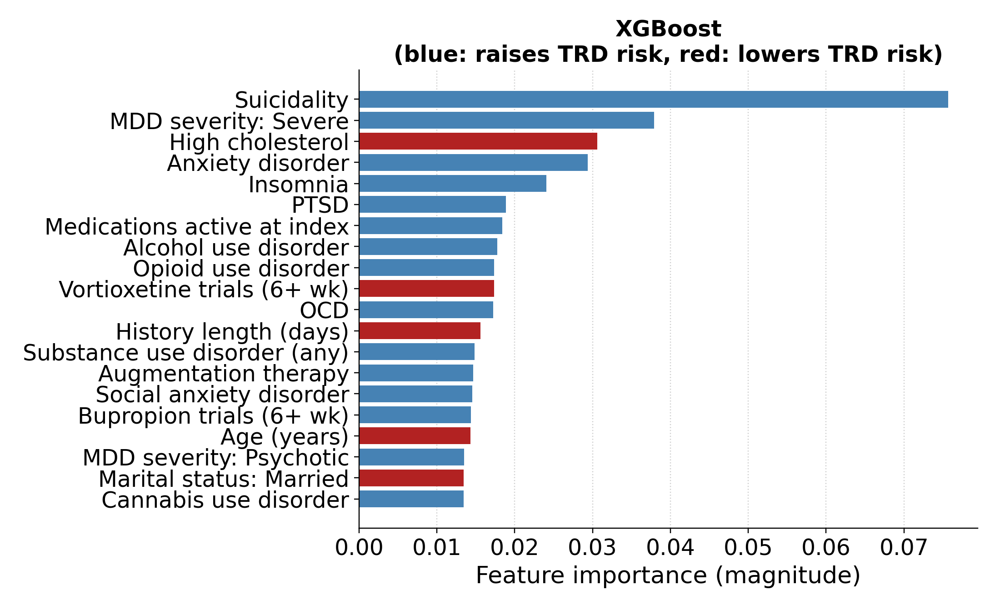 XGBoost
(blue: raises TRD risk, red: lowers TRD risk)
Suicidality
MDD severity: Severe
High cholesterol
Anxiety disorder
Insomnia
PTSD
Medications active at index
Alcohol use disorder
Opioid use disorder
Vortioxetine trials (6+ wk)
OCD
History length (days)
Substance use disorder (any)
Augmentation therapy
Social anxiety disorder
Bupropion trials (6+ wk)
Age (years)
MDD severity: Psychotic
Marital status: Married
Cannabis use disorder
0.00 0.01 0.02 0.03 0.04 0.05 0.06 0.07
Feature importance (magnitude)